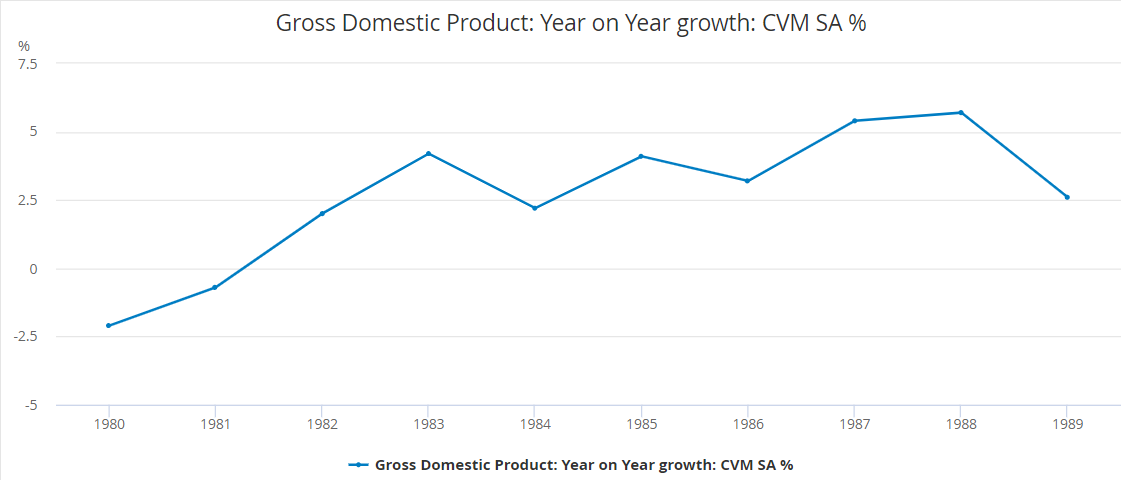 Gross Domestic Product: Year on Year growth: CVM SA %
%
7.5
5
2.5
0
-2.5
-5
1980 1981 1982 1983 1984 1985 1986 1987 1988 1989
Gross Domestic Product: Year on Year growth: CVM SA %